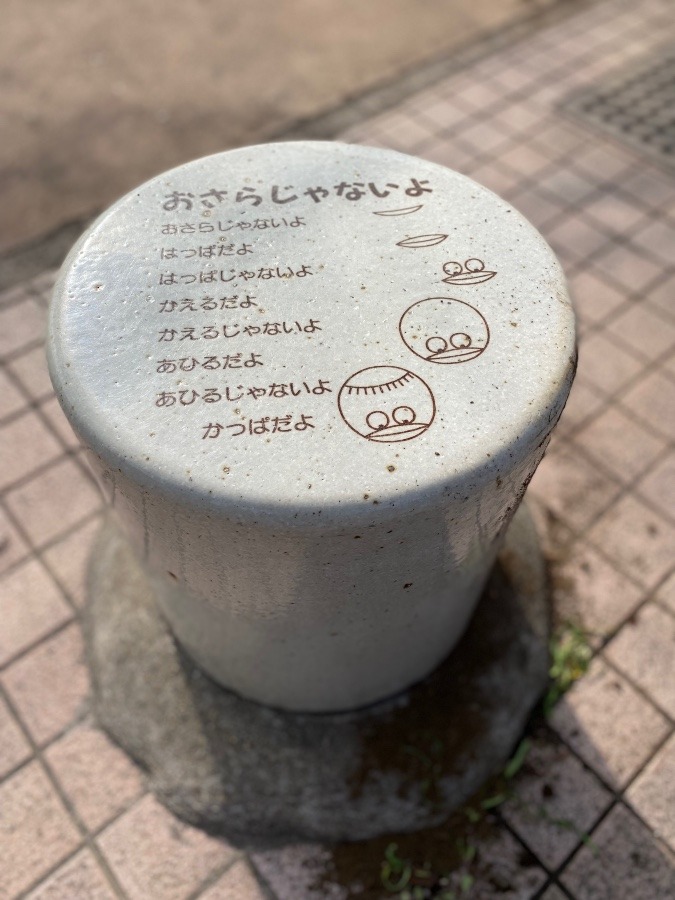 おさらじゃないよ
おさらじゃないよ
はっぱだよ
はっぱじゃないよ
かえるだよ
かえるじゃないよ
あひるだよ
あひるじゃないよ
かっぱだよ